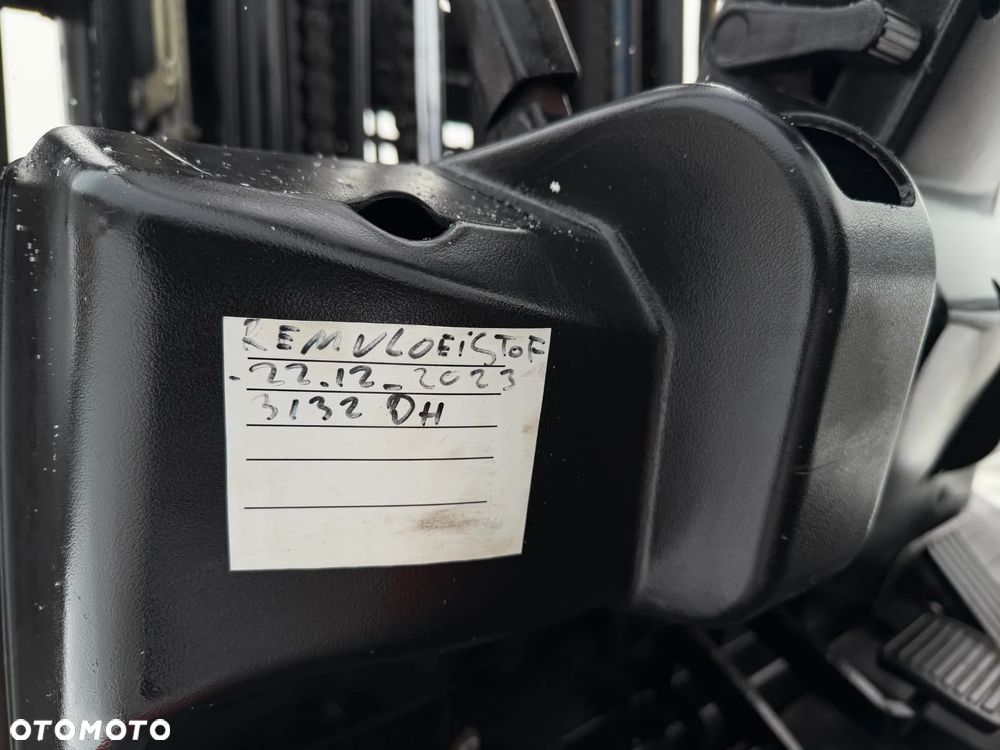 REMVLOEISTOF
-22.12-2023
3132 DH
OTOMOTO